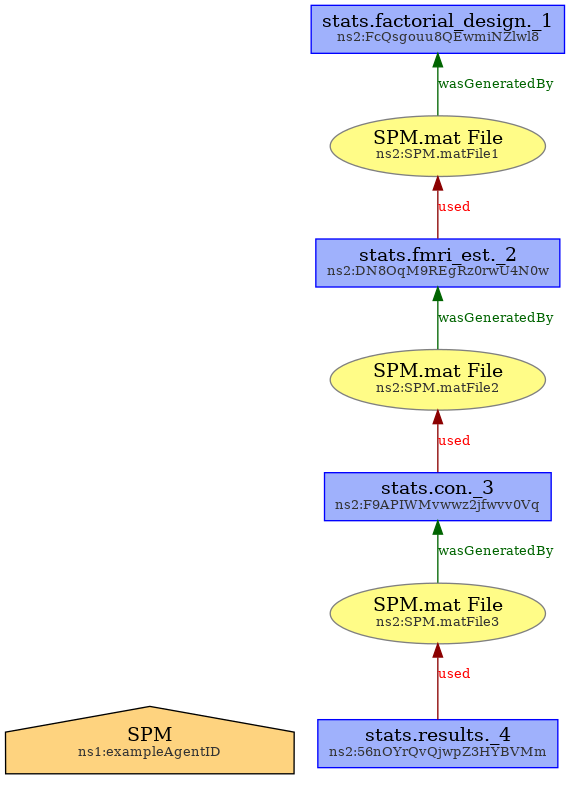 stats.factorial_design._1
ns2:FcQsgouu8QEwmiNZlwl8
wasGeneratedBy
SPM.mat File
ns2:SPM.matFile1
used
stats.fmri_est._2
ns2:DN8OqM9REgRz0rwU4N0w
wasGeneratedBy
SPM.mat File
ns2:SPM.matFile2
used
stats.con._3
ns2:F9APIWMvwwz2jfwvv0Vq
wasGeneratedBy
SPM.mat File
ns2:SPM.matFile3
used
SPM
ns1:exampleAgentID
stats.results._4
ns2:56nOYrQvQjwpZ3HYBVMm